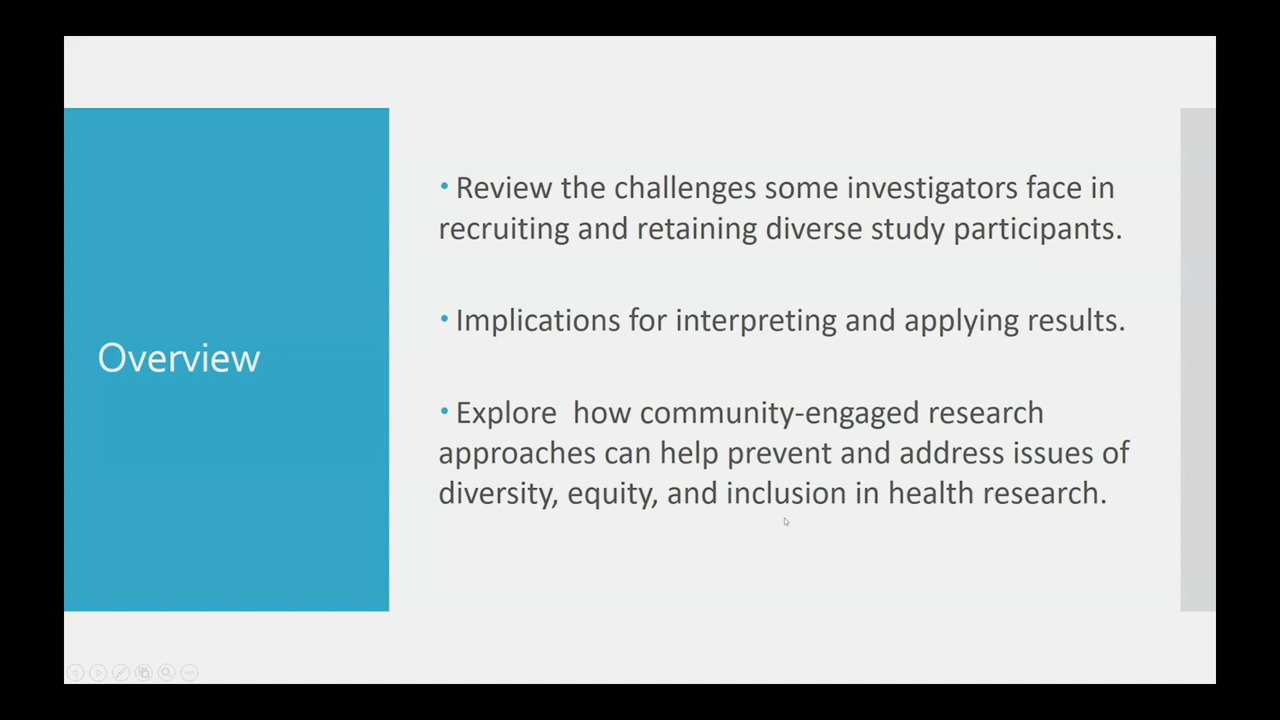 Overview
• Review the challenges some investigators face in
recruiting and retaining diverse study participants.
• Implications for interpreting and applying results.
• Explore  how community-engaged research
approaches can help prevent and address issues of
diversity, equity, and inclusion in health research.